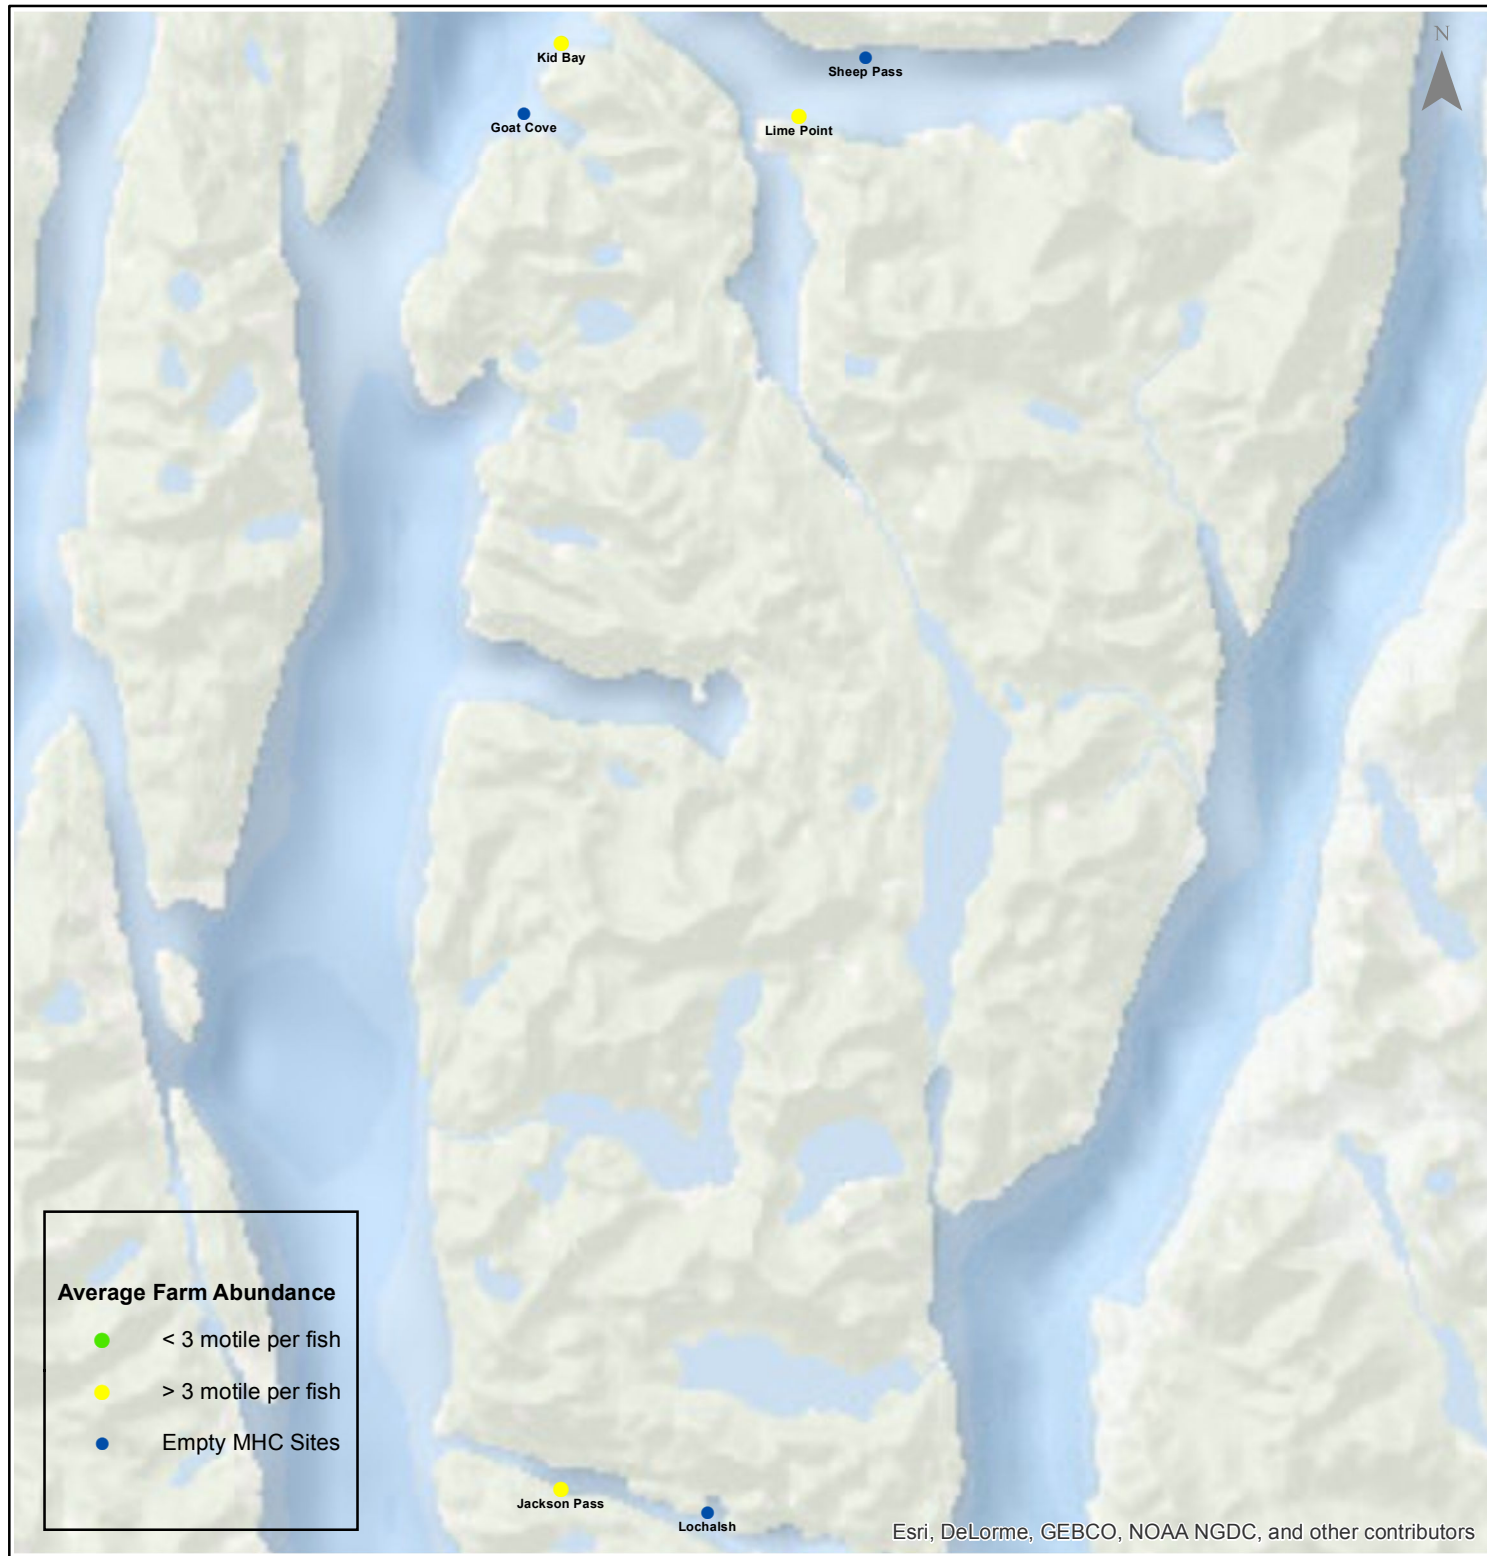 N
Kid Bay
Sheep Pass
Goat Cove
Lime Point
Average Farm Abundance
< 3 motile per fish
> 3 motile per fish
Empty MHC Sites
Jackson Pass
Lochalsh
Esri, DeLorme, GEBCO, NOAA NGDC, and other contributors